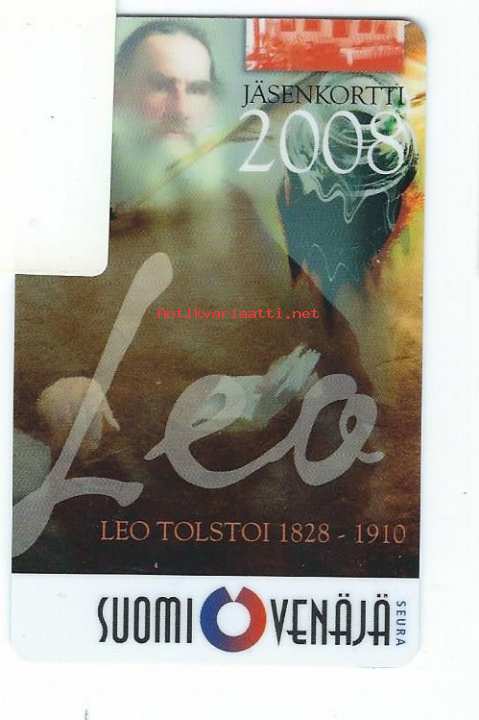 JÄSENKORTTI
2008
Antikvariaatti.net
Leo
LEO TOLSTOI 1828 - 1910
SUOMI VENÄJÄ SEURA